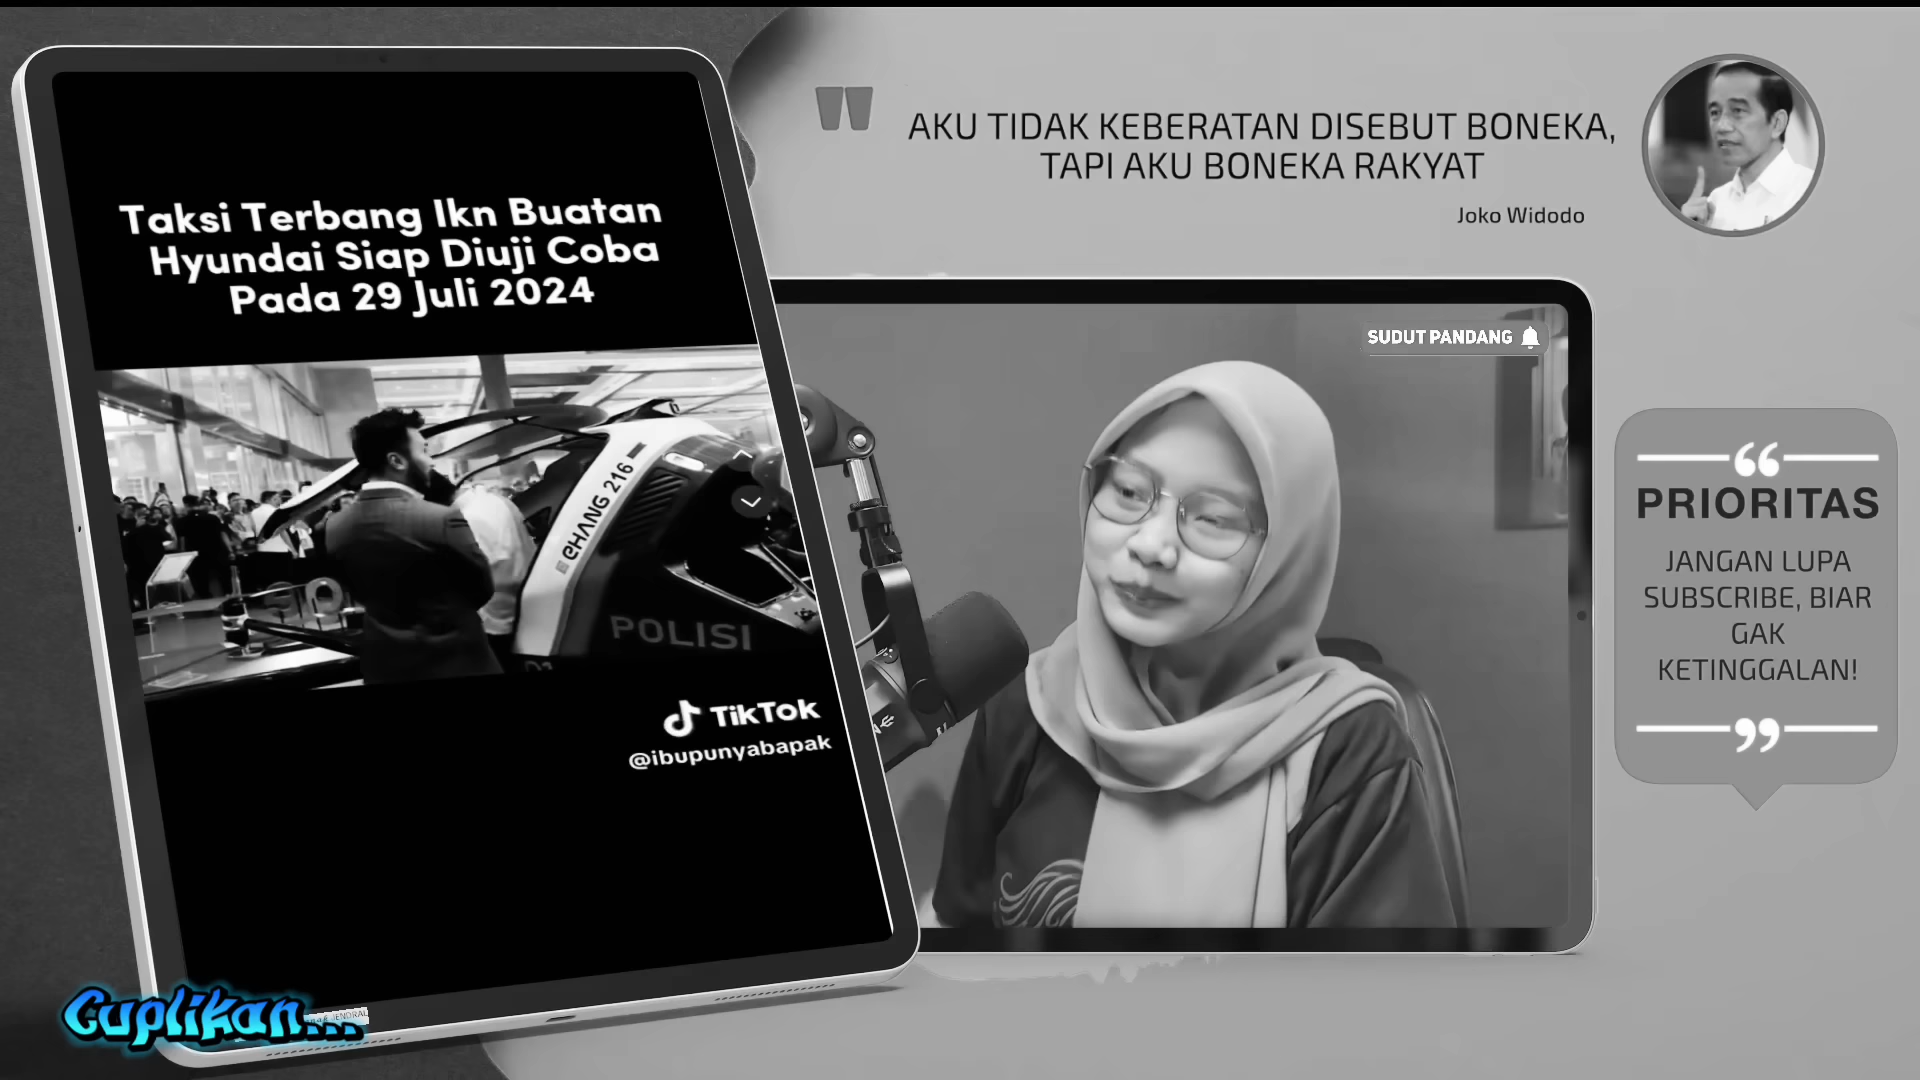 Taksi Terbang Ikn Buatan
Hyundai Siap Diuji Coba
Pada 29 Juli 2024
EHANG 216
POLISI
01
TikTok
@ibupunyabapak
Cuplikan...
JENDRAL
"
AKU TIDAK KEBERATAN DISEBUT BONEKA,
TAPI AKU BONEKA RAKYAT
Joko Widodo
SUDUT PANDANG
“
PRIORITAS
JANGAN LUPA
SUBSCRIBE, BIAR
GAK
KETINGGALAN!
”